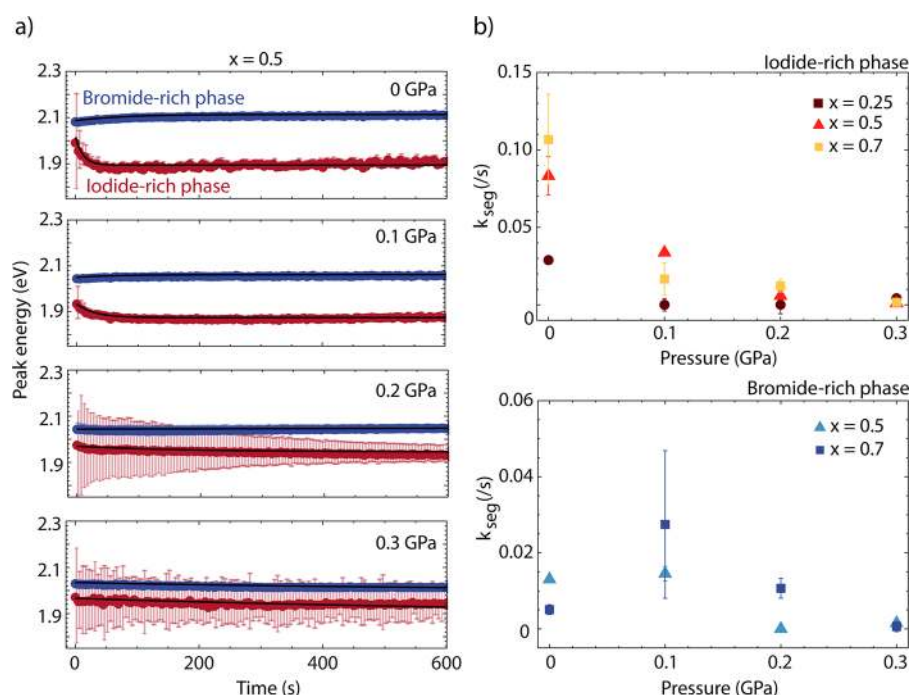 a)
x = 0.5
2.3
0 GPa
Bromide-rich phase
2.1
1.9
Iodide-rich phase
2.3
0.1 GPa
2.1
1.9
2.3
0.2 GPa
2.1
1.9
2.3
0.3 GPa
2.1
1.9
Peak energy (eV)
0 200 400 600
Time (s)
b)
Iodide-rich phase
0.15
x = 0.25
x = 0.5
x = 0.7
0.10
0.05
0
kseg(/s)
0 0.1 0.2 0.3
Pressure (GPa)
Bromide-rich phase
0.06
x = 0.5
x = 0.7
0.04
0.02
0
kseg(/s)
0 0.1 0.2 0.3
Pressure (GPa)